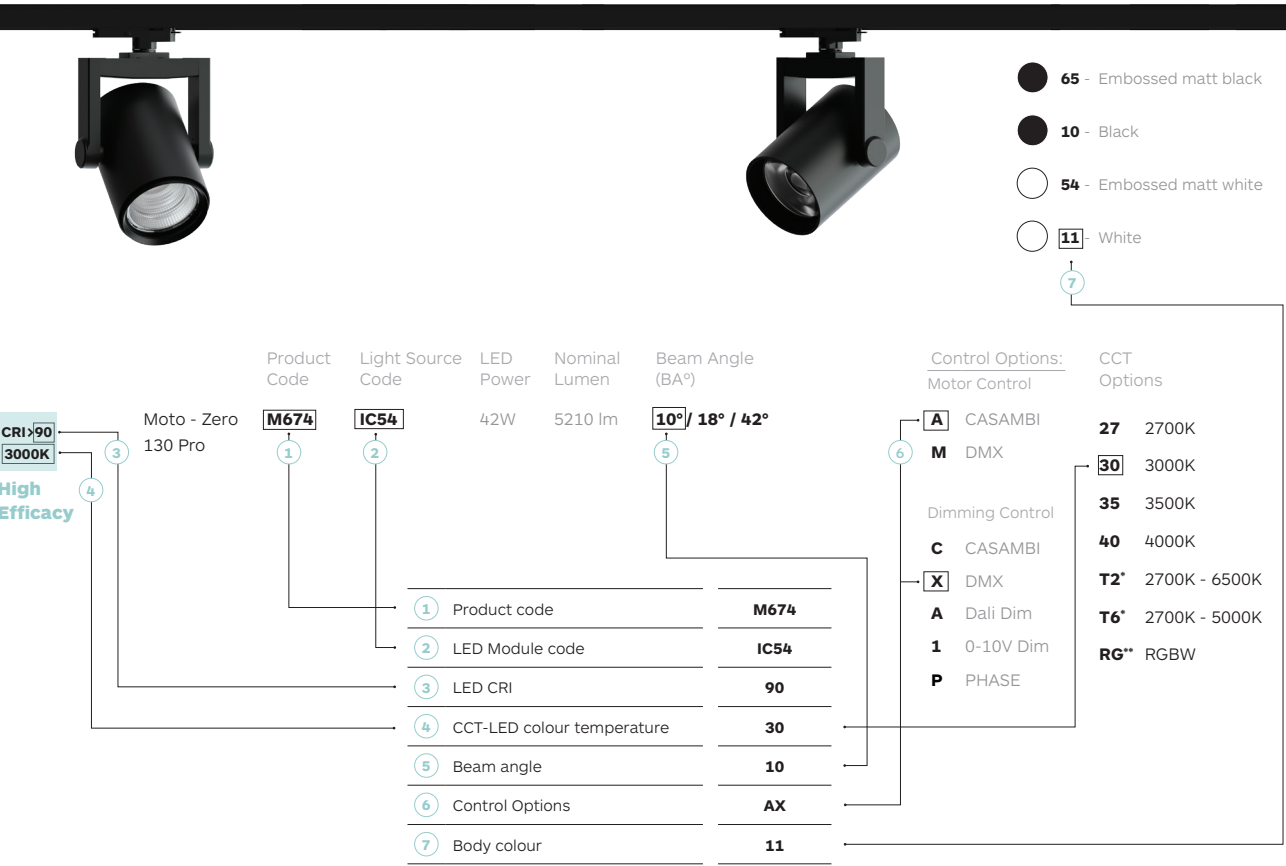 65 - Embossed matt black
10 - Black
54 - Embossed matt white
11 - White
7
Product Code
Light Source Code
LED Power
Nominal Lumen
Beam Angle (BAº)
CRI>90
3000K
High
Efficacy
3
4
Moto - Zero
130 Pro
M674
1
IC54
2
42W
5210 lm
10° / 18° / 42°
5
Control Options:
Motor Control
A CASAMBI
M DMX
6
Dimming Control
C CASAMBI
X DMX
A Dali Dim
1 0-10V Dim
P PHASE
CCT
Options
27 2700K
30 3000K
35 3500K
40 4000K
T2* 2700K - 6500K
T6* 2700K - 5000K
RG** RGBW
1 Product code M674
2 LED Module code IC54
3 LED CRI 90
4 CCT-LED colour temperature 30
5 Beam angle 10
6 Control Options AX
7 Body colour 11